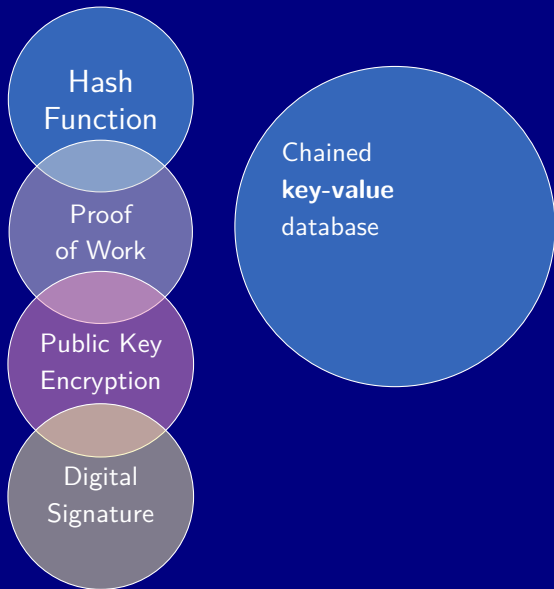 Hash
Function
Proof
of Work
Public Key
Encryption
Digital
Signature
Chained
key-value
database